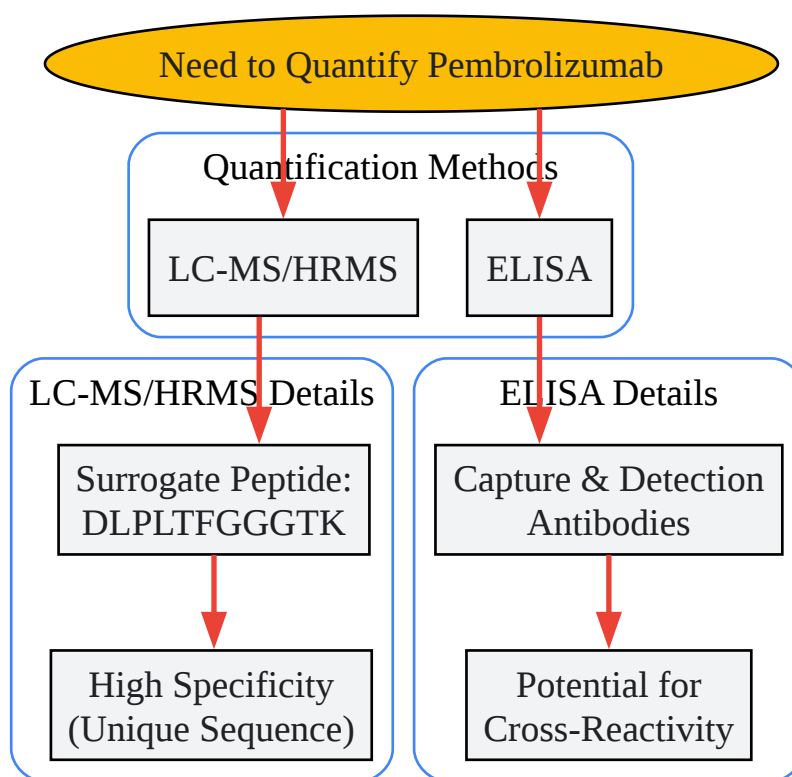 Need to Quantify Pembrolizumab
Quantification Methods
LC-MS/HRMS
ELISA
LC-MS/HRMS Details
Surrogate Peptide:
DLPLTFGGGTK
High Specificity
(Unique Sequence)
ELISA Details
Capture & Detection
Antibodies
Potential for
Cross-Reactivity